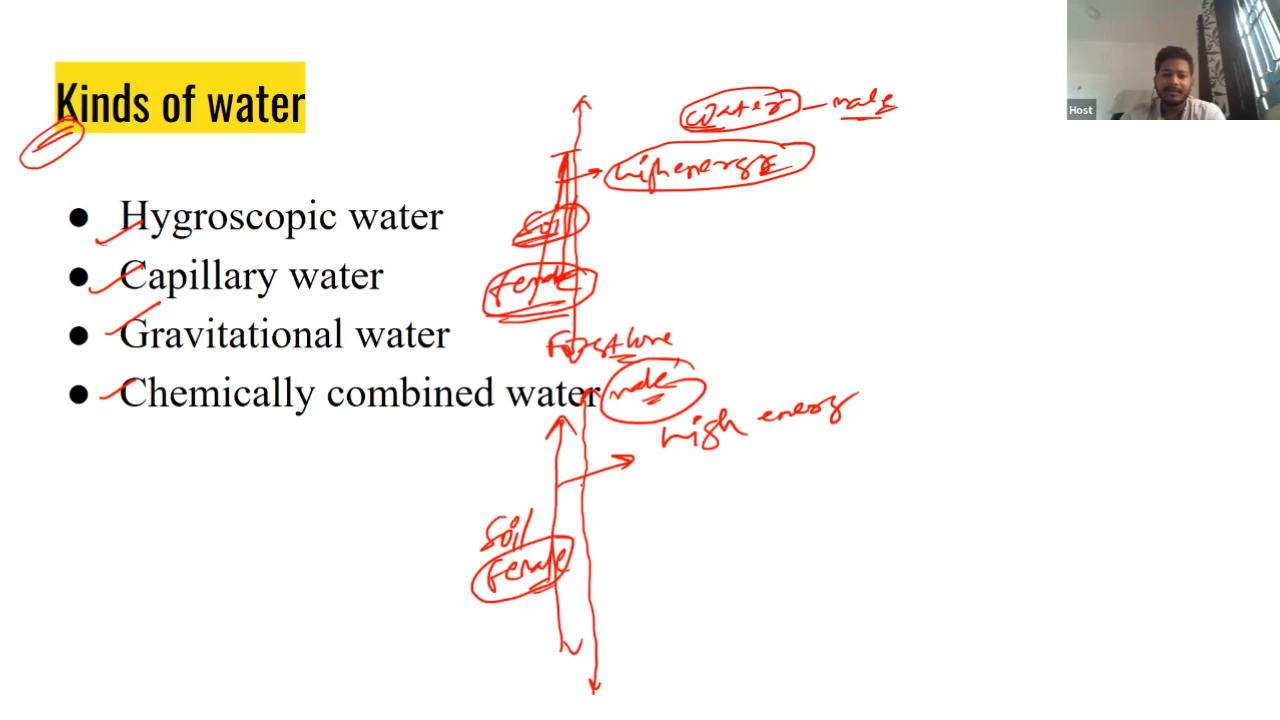 Kinds of water
water - male
Host
high energy
● Hygroscopic water
Soil
● Capillary water
Female
● Gravitational water
● Chemically combined water
male
high energy
Soil
Female